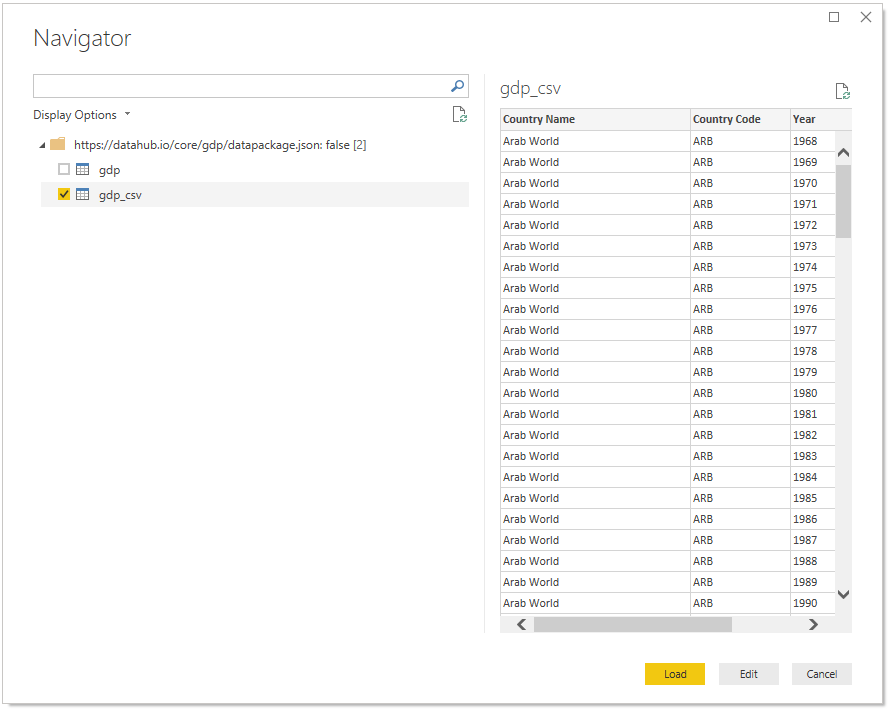 Navigator
Display Options
https://datahub.io/core/gdp/datapackage.json: false [2]
gdp
gdp_csv
gdp_csv
Country Name Country Code Year
Arab World ARB 1968
Arab World ARB 1969
Arab World ARB 1970
Arab World ARB 1971
Arab World ARB 1972
Arab World ARB 1973
Arab World ARB 1974
Arab World ARB 1975
Arab World ARB 1976
Arab World ARB 1977
Arab World ARB 1978
Arab World ARB 1979
Arab World ARB 1980
Arab World ARB 1981
Arab World ARB 1982
Arab World ARB 1983
Arab World ARB 1984
Arab World ARB 1985
Arab World ARB 1986
Arab World ARB 1987
Arab World ARB 1988
Arab World ARB 1989
Arab World ARB 1990
Load Edit Cancel